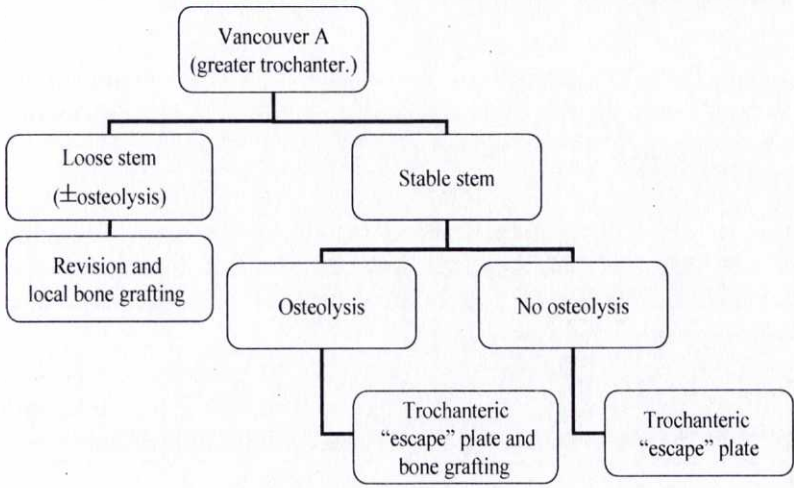 Vancouver A
(greater trochanter.)
Loose stem
(±osteolysis)
Stable stem
Revision and
local bone grafting
Osteolysis
No osteolysis
Trochanteric
“escape” plate and
bone grafting
Trochanteric
“escape” plate